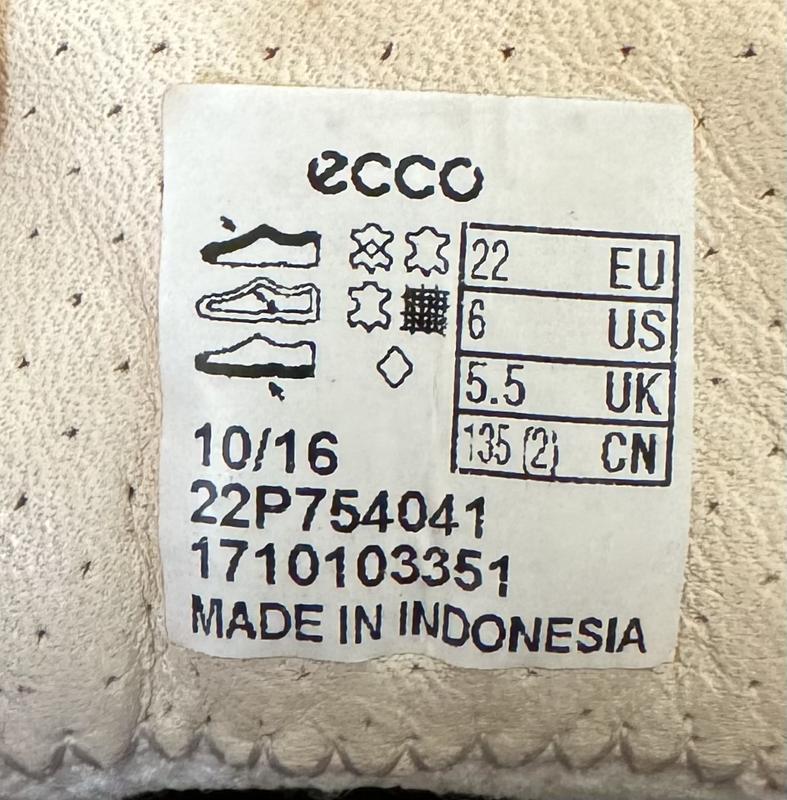 ecco
22 EU
6 US
5.5 UK
135 (2) CN
10/16
22P754041
1710103351
MADE IN INDONESIA